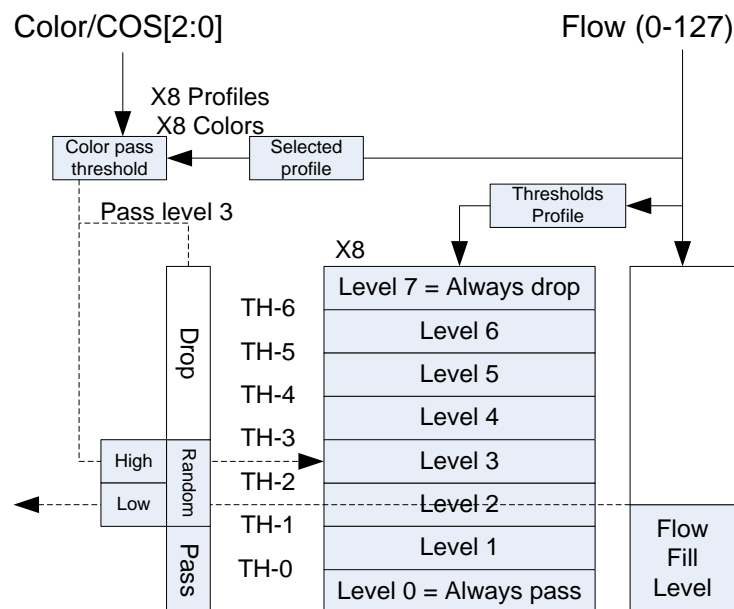 Color/COS[2:0]
Flow (0-127)
X8 Profiles
X8 Colors
Color pass
threshold
Selected
profile
Thresholds
Profile
Pass level 3
X8
Level 7 = Always drop
TH-6
Level 6
TH-5
Level 5
TH-4
Level 4
TH-3
Level 3
TH-2
Level 2
TH-1
Level 1
TH-0
Level 0 = Always pass
Drop
High
Low
Random
Pass
Flow
Fill
Level